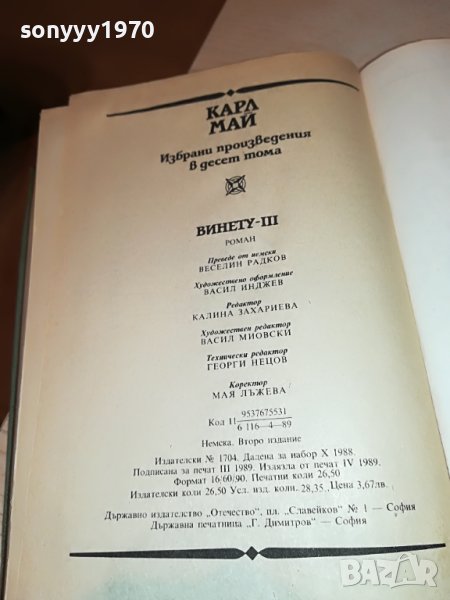 sonyyy1970
КАРЛ
МАЙ
Избрани произведения
в десет тома
ВИНЕТУ-III
РОМАН
Преведе от немски
ВЕСЕЛИН РАДКОВ
Художествено оформление
ВАСИЛ ИНДЖЕВ
Редактор
КАЛИНА ЗАХАРИЕВА
Художествен редактор
ВАСИЛ МИОВСКИ
Технически редактор
ГЕОРГИ НЕЦОВ
Коректор
МАЯ ЛЪЖЕВА
Код 11 9537675531
6 116—4—89
Немска. Второ издание
Издателски № 1704. Дадена за набор X 1988.
Подписана за печат III 1989. Излязла от печат IV 1989.
Формат 16/60/90. Печатни коли 26,50
Издателски коли 26,50 Усл. изд. коли. 28,35. Цена 3,67лв.
Държавно издателство „Отечество", пл. „Славейков" № 1 — София
Държавна печатница „Г. Димитров" — София
БАЗАР
bg